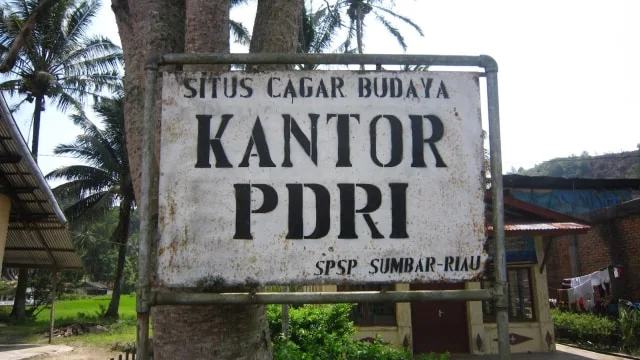 SITUS CAGAR BUDAYA
KANTOR
PDRI
SPSP SUMBAR-RIAU